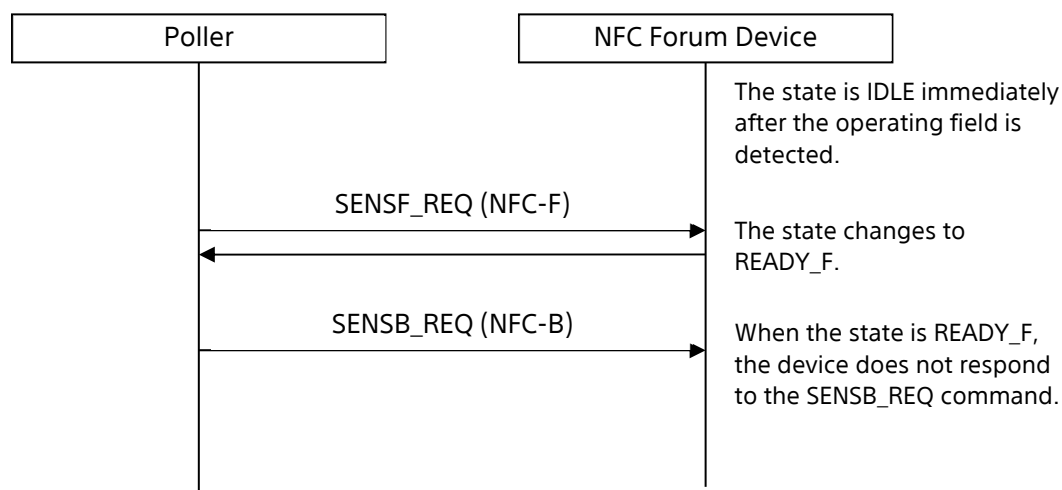 Poller
NFC Forum Device
The state is IDLE immediately
after the operating field is
detected.
SENSF_REQ (NFC-F)
The state changes to
READY_F.
SENSB_REQ (NFC-B)
When the state is READY_F,
the device does not respond
to the SENSB_REQ command.